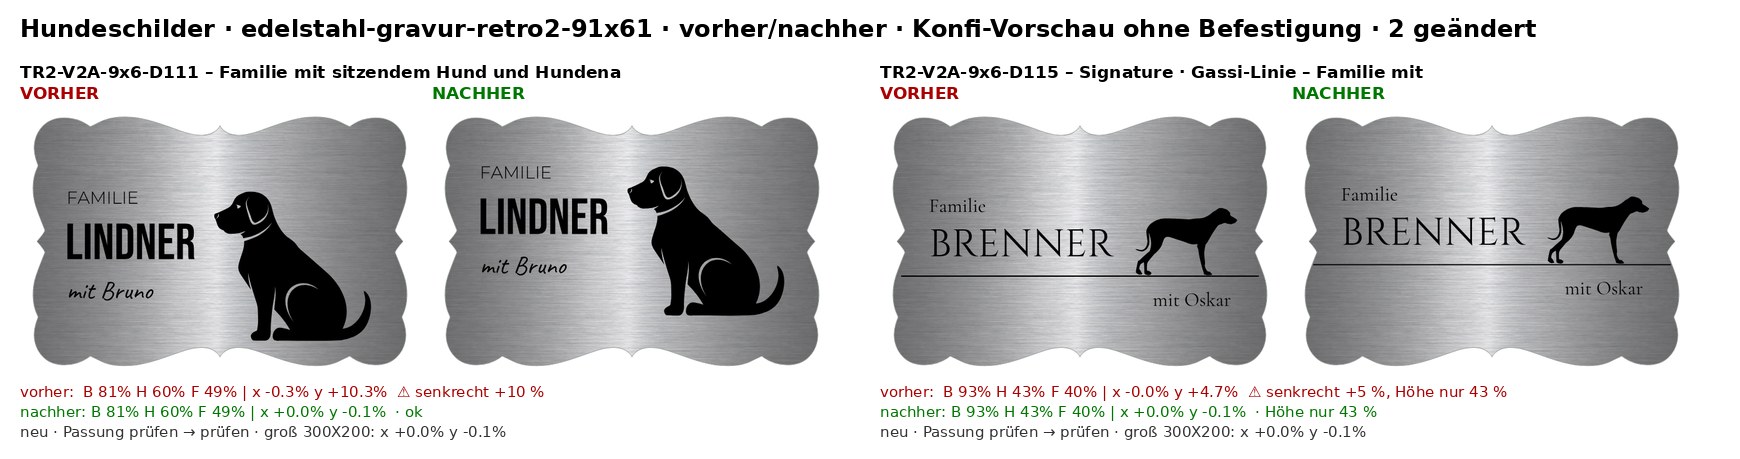 Hundeschilder · edelstahl-gravur-retro2-91x61 · vorher/nachher · Konfi-Vorschau ohne Befestigung · 2 geändert
TR2-V2A-9x6-D111 – Familie mit sitzendem Hund und Hundena
VORHER
NACHHER
FAMILIE
LINDNER
mit Bruno
FAMILIE
LINDNER
mit Bruno
vorher: B 81% H 60% F 49% | x -0.3% y +10.3% ⚠ senkrecht +10 %
nachher: B 81% H 60% F 49% | x +0.0% y -0.1% · ok
neu · Passung prüfen → prüfen · groß 300X200: x +0.0% y -0.1%
TR2-V2A-9x6-D115 – Signature · Gassi-Linie – Familie mit
VORHER
NACHHER
Familie
BRENNER
mit Oskar
Familie
BRENNER
mit Oskar
vorher: B 93% H 43% F 40% | x -0.0% y +4.7% ⚠ senkrecht +5 %, Höhe nur 43 %
nachher: B 93% H 43% F 40% | x +0.0% y -0.1% · Höhe nur 43 %
neu · Passung prüfen → prüfen · groß 300X200: x +0.0% y -0.1%